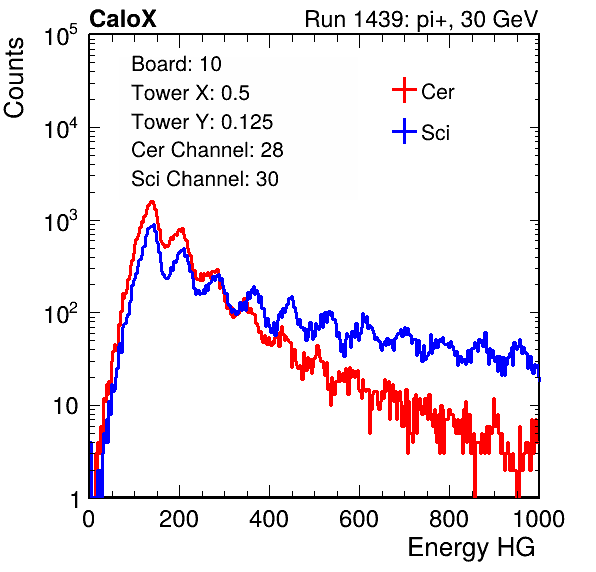 CaloX Run 1439: pi+, 30 GeV
Counts
Board: 10
Tower X: 0.5
Tower Y: 0.125
Cer Channel: 28
Sci Channel: 30
Cer
Sci
10^5
10^4
10^3
10^2
10
1
0 200 400 600 800 1000
Energy HG